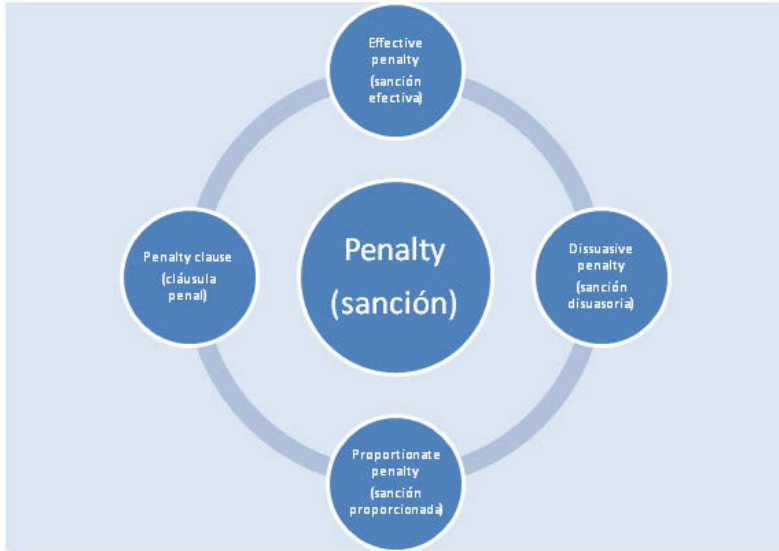 Effective
penalty
(sanción
efectiva)
Penalty clause
(cláusula
penal)
Penalty
(sanción)
Dissuasive
penalty
(sanción
disuasoria)
Proportionate
penalty
(sanción
proporcionada)